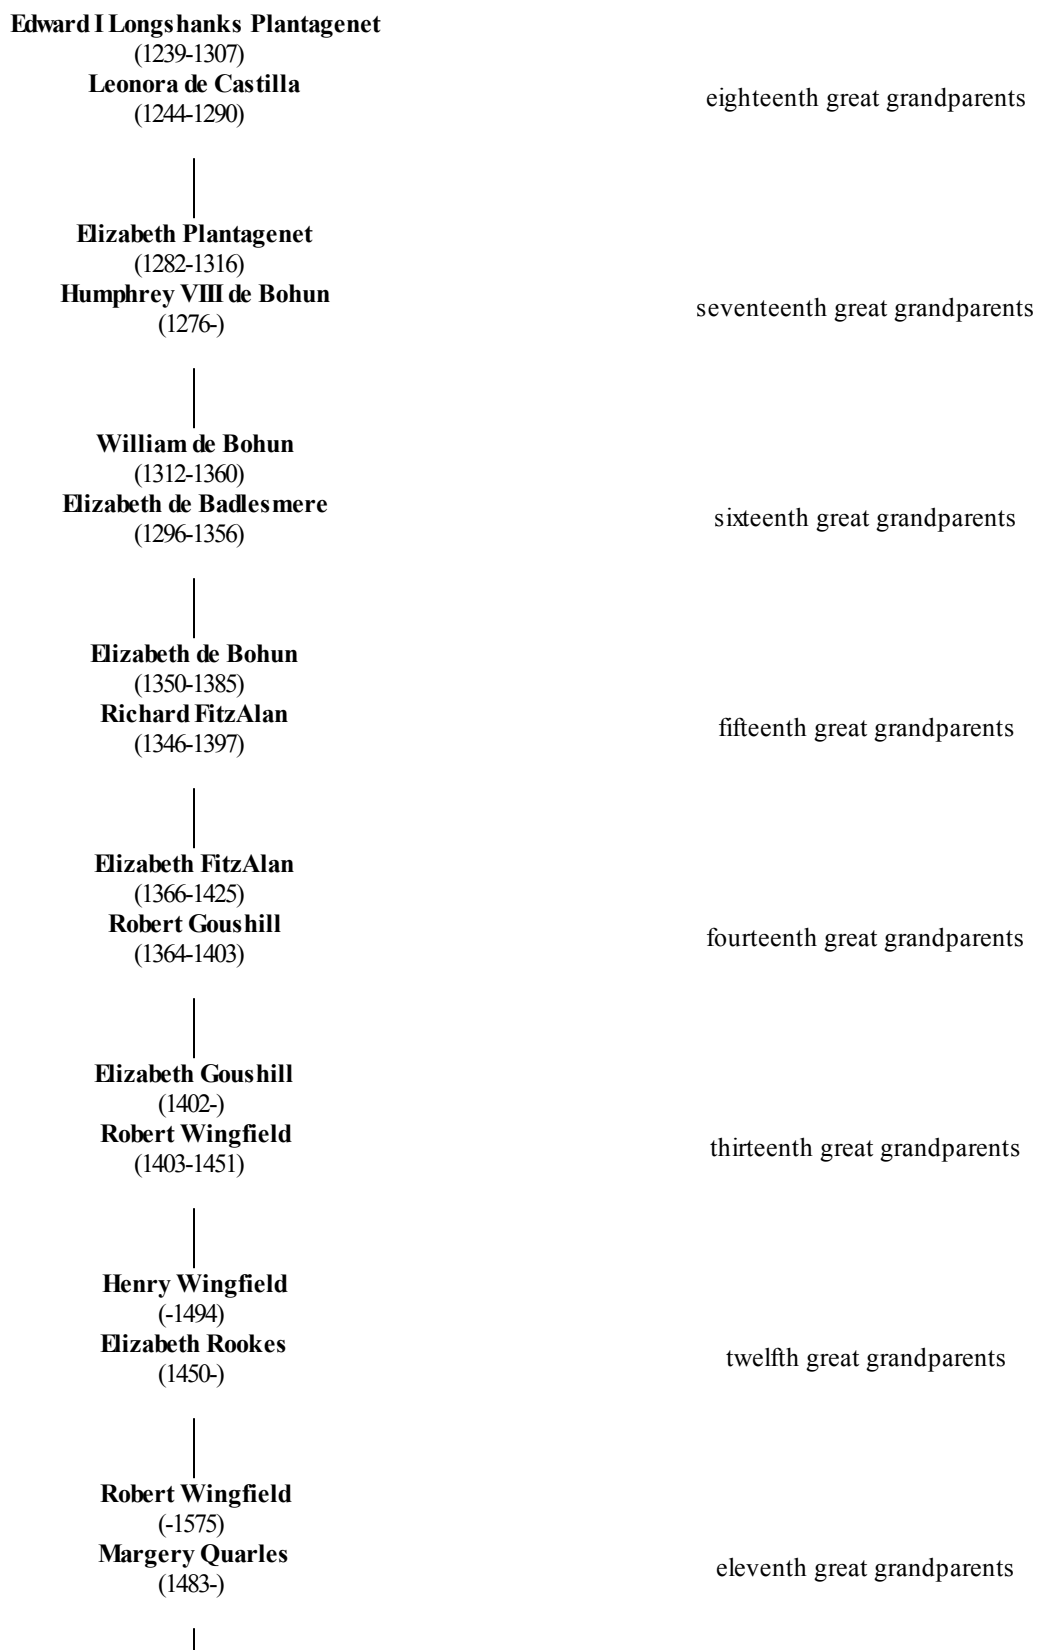 Edward I Longshanks Plantagenet
(1239-1307)
Leonora de Castilla
(1244-1290)
eighteenth great grandparents
Elizabeth Plantagenet
(1282-1316)
Humphrey VIII de Bohun
(1276-)
seventeenth great grandparents
William de Bohun
(1312-1360)
Elizabeth de Badlesmere
(1296-1356)
sixteenth great grandparents
Elizabeth de Bohun
(1350-1385)
Richard FitzAlan
(1346-1397)
fifteenth great grandparents
Elizabeth FitzAlan
(1366-1425)
Robert Goushill
(1364-1403)
fourteenth great grandparents
Elizabeth Goushill
(1402-)
Robert Wingfield
(1403-1451)
thirteenth great grandparents
Henry Wingfield
(-1494)
Elizabeth Rookes
(1450-)
twelfth great grandparents
Robert Wingfield
(-1575)
Margery Quarles
(1483-)
eleventh great grandparents